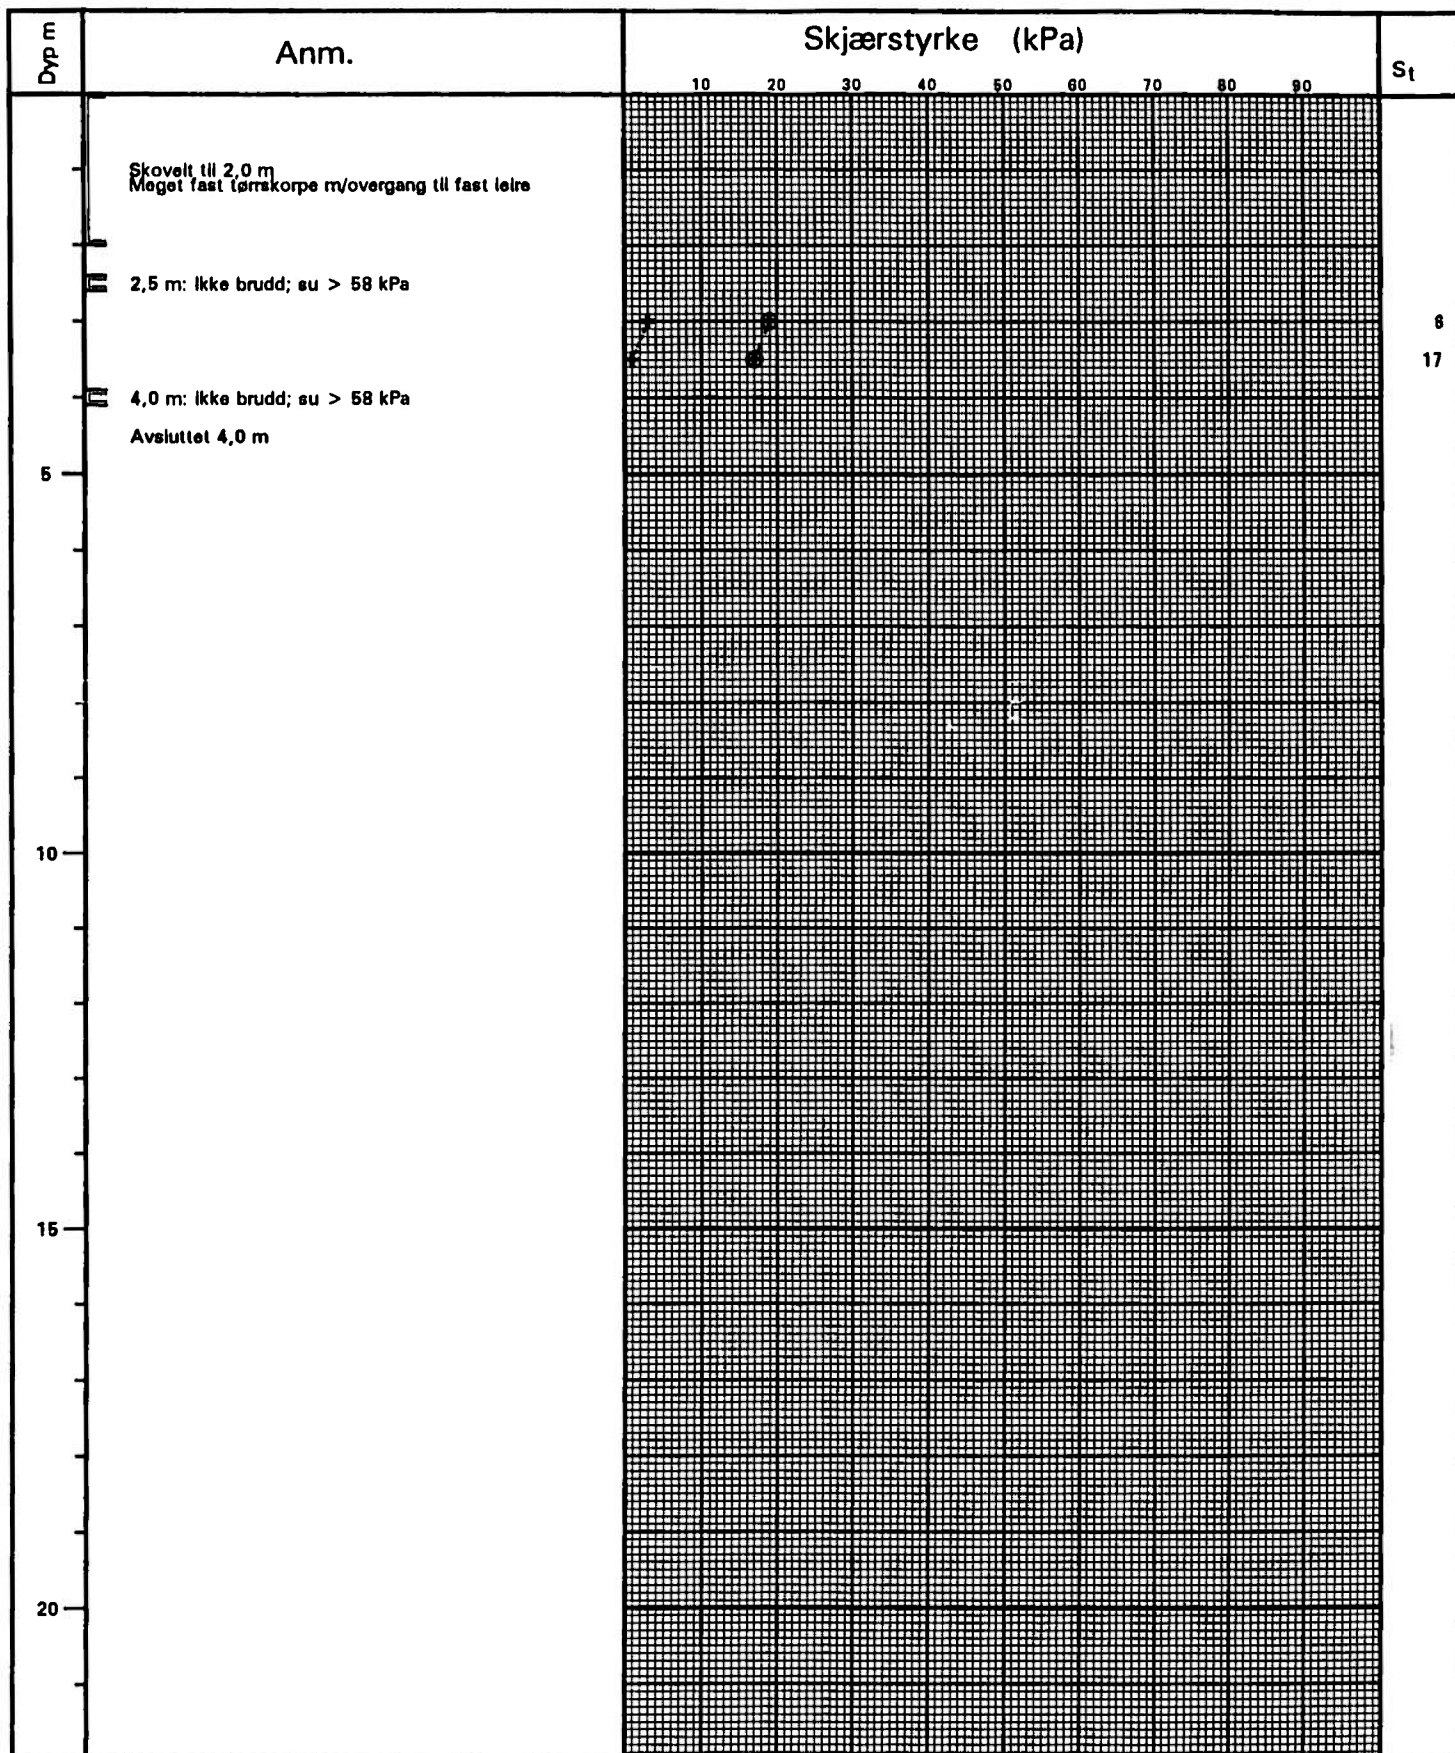 Dyp m
Anm.
Skjærstyrke (kPa)
St
10 20 30 40 50 60 70 80 90
Skovelt til 2,0 m
Meget fast tørrskorpe m/overgang til fast leire
2,5 m: Ikke brudd; su > 58 kPa
17
4,0 m: Ikke brudd; su > 58 kPa
Avsluttet 4,0 m
5
10
15
20